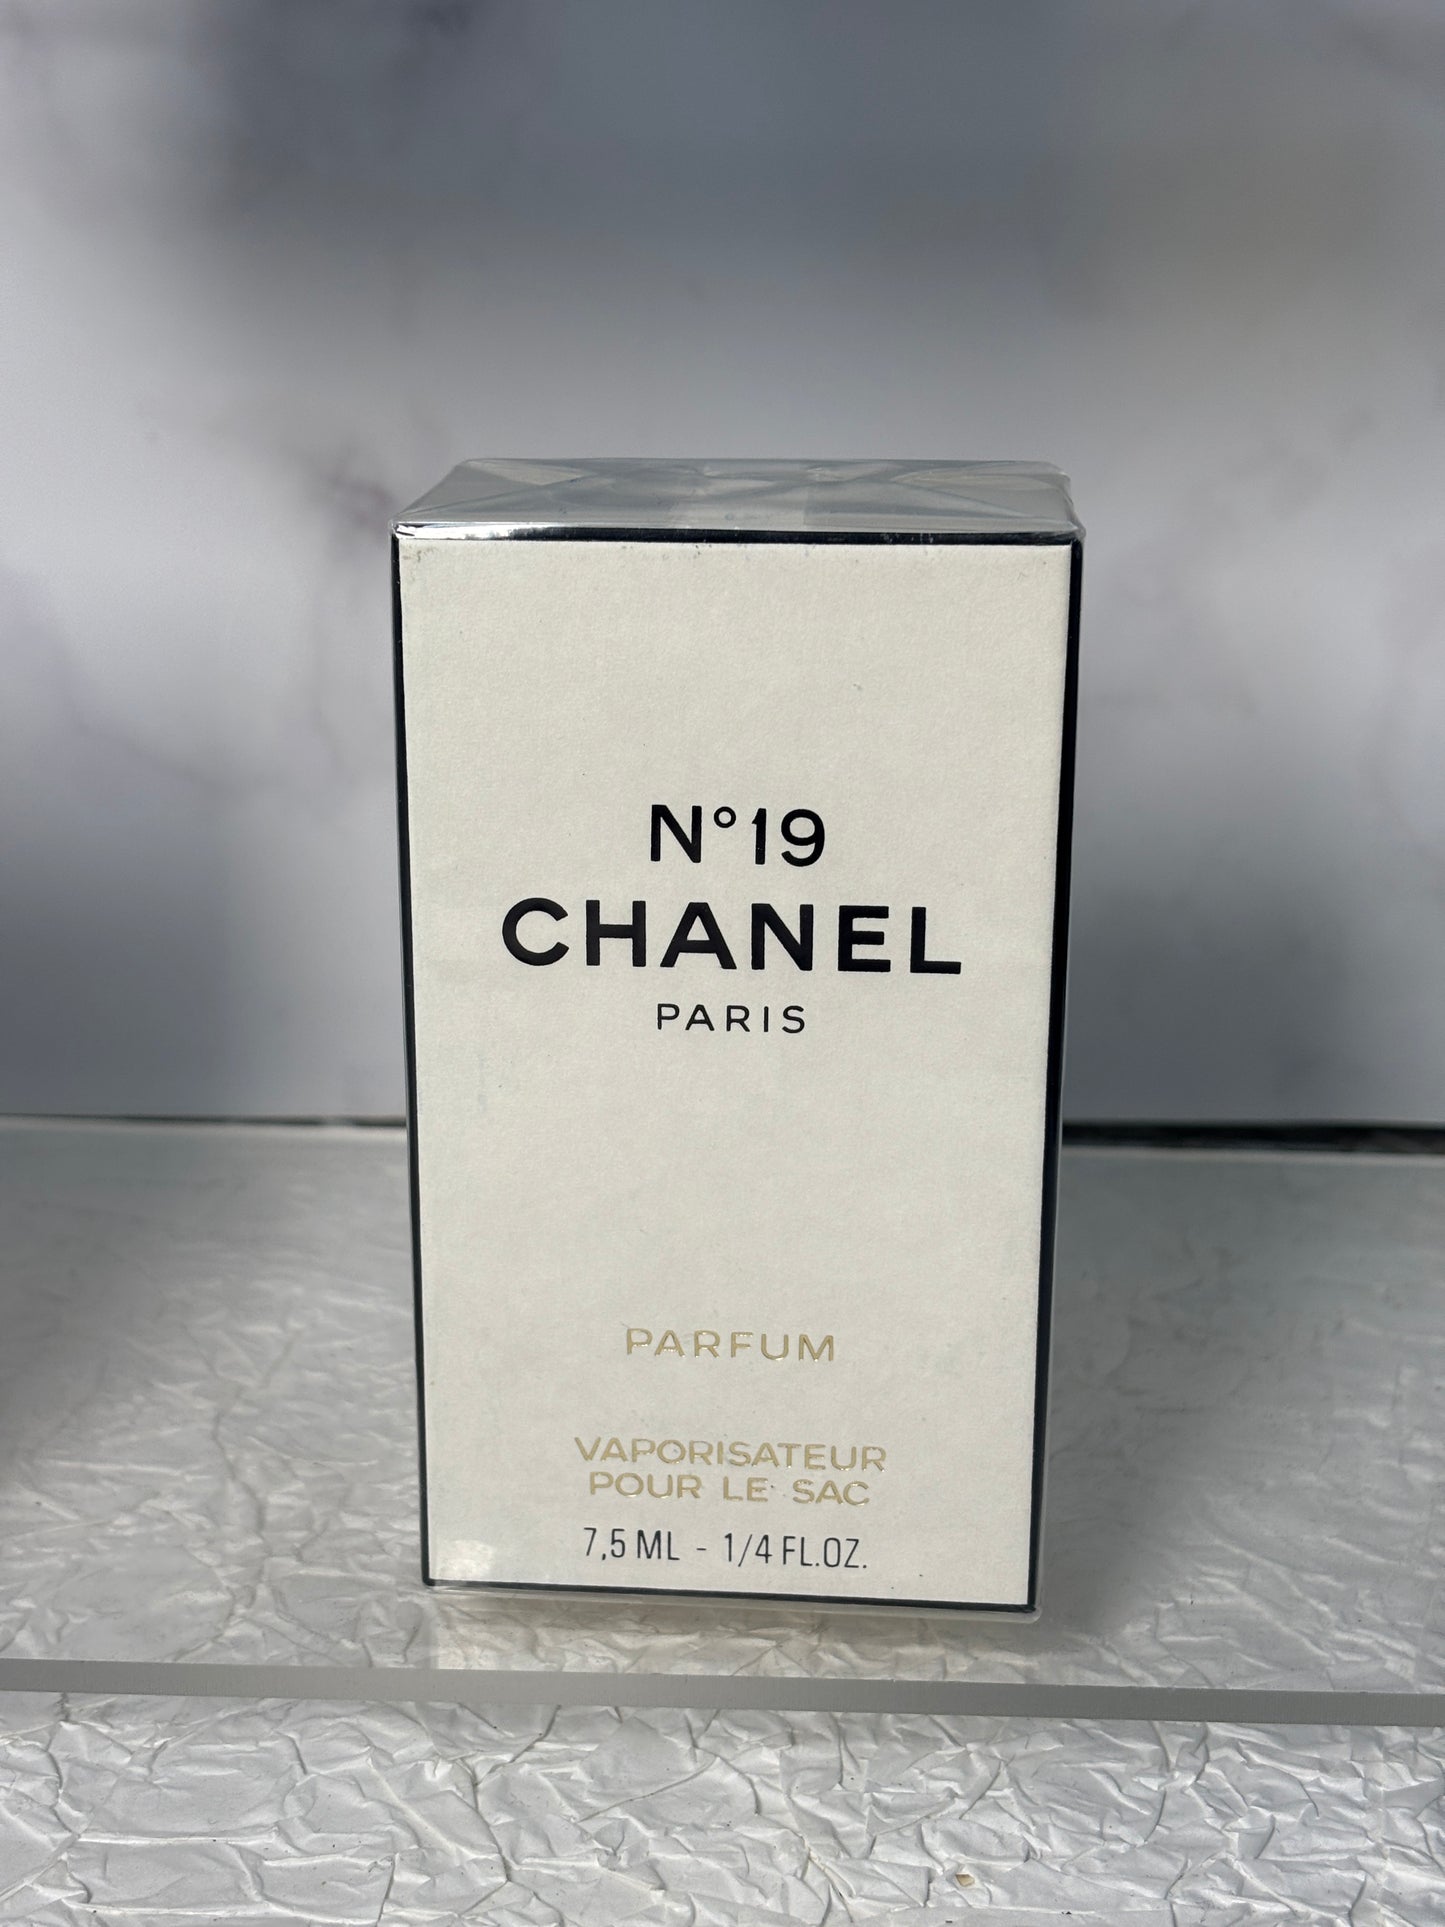 N°19
CHANEL
PARIS
PARFUM
VAPORISATEUR
POUR LE SAC
7,5 ML - 1/4 FL.OZ.